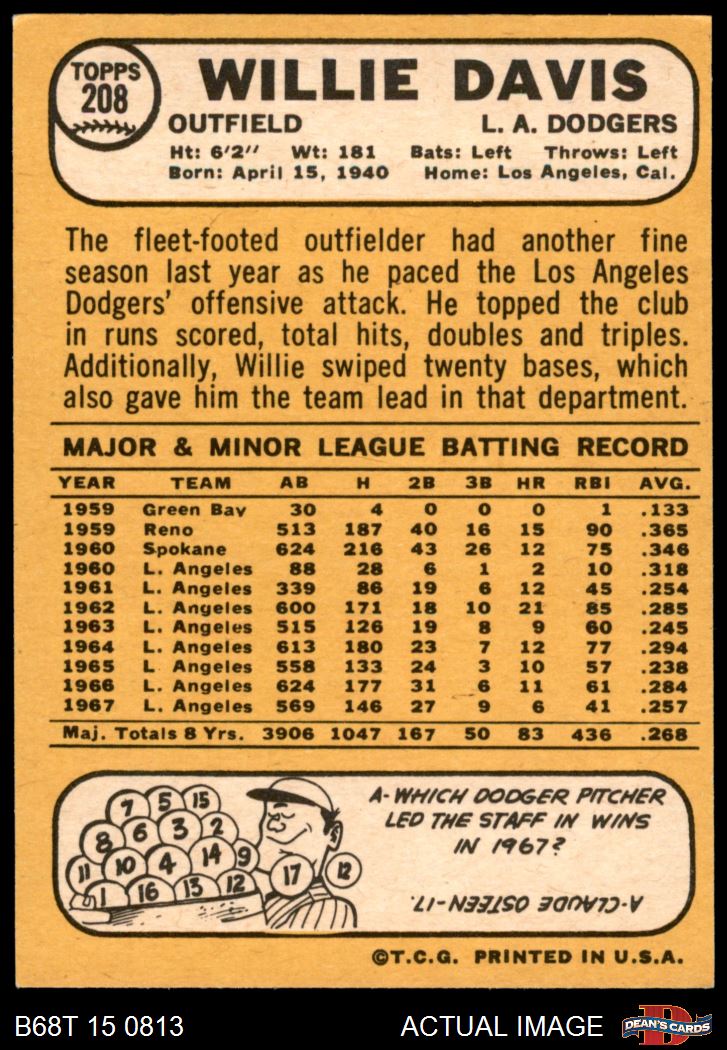 TOPPS
208
WILLIE DAVIS
OUTFIELD L. A. DODGERS
Ht: 6'2" Wt: 181 Bats: Left Throws: Left
Born: April 15, 1940 Home: Los Angeles, Cal.
The fleet-footed outfielder had another fine
season last year as he paced the Los Angeles
Dodgers' offensive attack. He topped the club
in runs scored, total hits, doubles and triples.
Additionally, Willie swiped twenty bases, which
also gave him the team lead in that department.
MAJOR & MINOR LEAGUE BATTING RECORD
YEAR TEAM AB H 2B 3B HR RBI AVG.
1959 Green Bay 30 4 0 0 0 1 .133
1959 Reno 513 187 40 16 15 90 .365
1960 Spokane 624 216 43 26 12 75 .346
1960 L. Angeles 88 28 6 1 2 10 .318
1961 L. Angeles 339 86 19 6 12 45 .254
1962 L. Angeles 600 171 18 10 21 85 .285
1963 L. Angeles 515 126 19 8 9 60 .245
1964 L. Angeles 613 180 23 7 12 77 .294
1965 L. Angeles 558 133 24 3 10 57 .238
1966 L. Angeles 624 177 31 6 11 61 .284
1967 L. Angeles 569 146 27 9 6 41 .257
Maj. Totals 8 Yrs. 3906 1047 167 50 83 436 .268
7 5 15
8 6 3 2
11 10 4 14 9
1 16 13 12 17 12
A-WHICH DODGER PITCHER
LED THE STAFF IN WINS
IN 1967?
A-CLAUDE OSTEEN-17.
©T.C.G. PRINTED IN U.S.A.
B68T 15 0813 ACTUAL IMAGE
D
DEAN'S CARDS